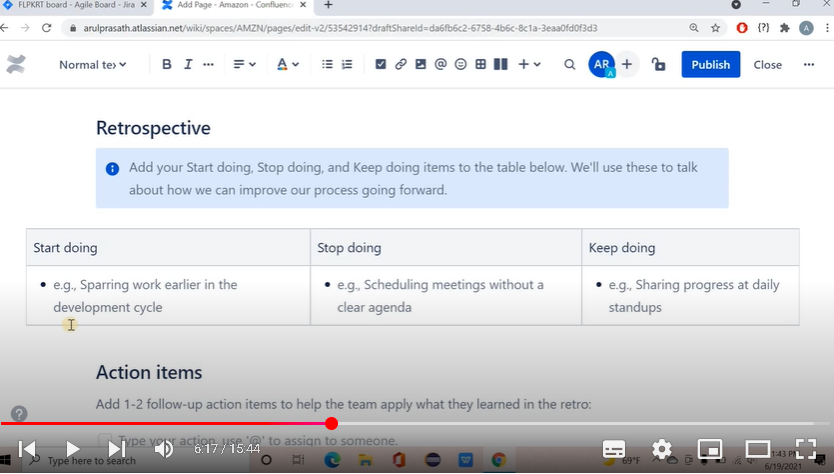 FLPKRT board - Agile Board - Jira
Add Page - Amazon - Confluenc
arulprasath.atlassian.net/wiki/spaces/AMZN/pages/edit-v2/53542914?draftShareId=da6fb6c2-6758-4b6c-8c1a-3eaa0fd0f3d3
A
Normal tex B I A AR A Publish Close
Retrospective
Add your Start doing, Stop doing, and Keep doing items to the table below. We'll use these to talk
about how we can improve our process going forward.
Start doing Stop doing Keep doing
e.g., Sparring work earlier in the e.g., Scheduling meetings without a e.g., Sharing progress at daily
development cycle clear agenda standups
Action items
Add 1-2 follow-up action items to help the team apply what they learned in the retro:
Type your action, use '@' to assign to someone.
6:17 / 15:44
Type here to search
69°F
1:43 PM
6/19/2021